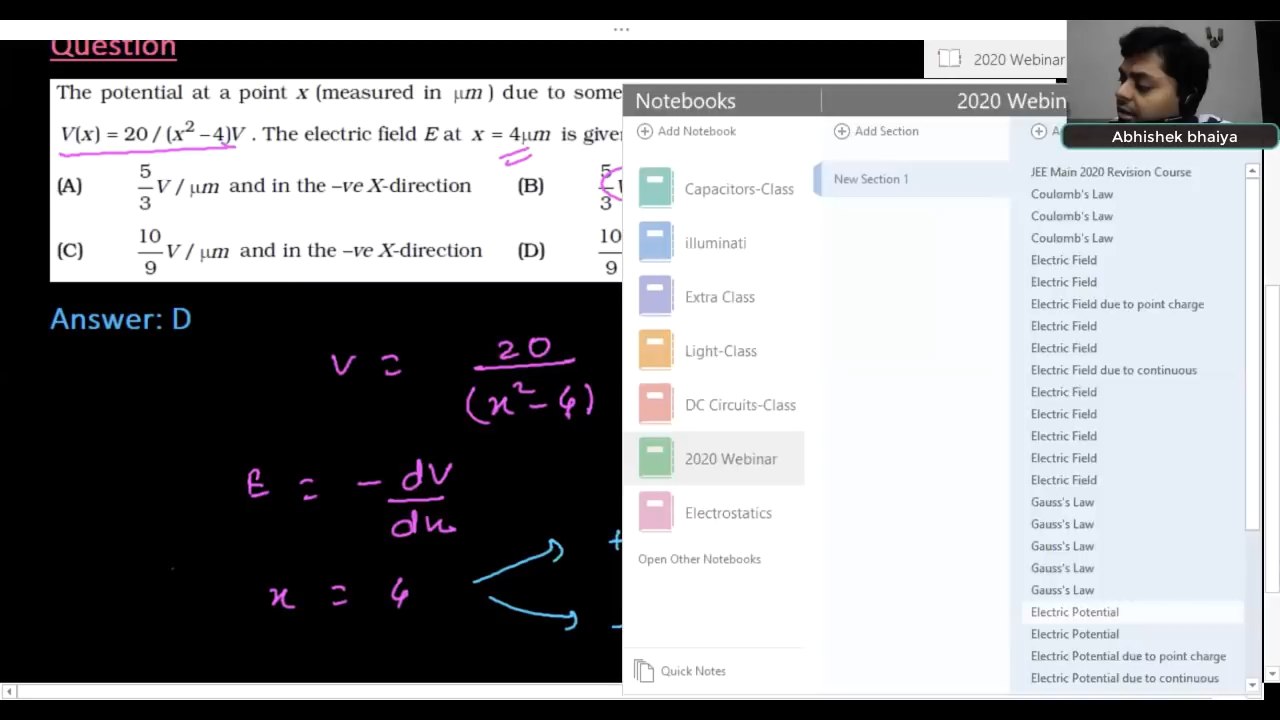 ...
Question
2020 Webinar
The potential at a point x (measured in μm ) due to some
V(x) = 20 / (x² – 4)V . The electric field E at x = 4μm is given
(A) 5/3 V / μm and in the –ve X-direction (B) 5/3
(C) 10/9 V / μm and in the –ve X-direction (D) 10/9
Answer: D
V = 20/(x² - 4)
E = - dV/dx
x = 4
+
-
Notebooks
2020 Webin
Add Notebook
Add Section
Capacitors-Class
illuminati
Extra Class
Light-Class
DC Circuits-Class
2020 Webinar
Electrostatics
Open Other Notebooks
Quick Notes
New Section 1
Abhishek bhaiya
JEE Main 2020 Revision Course
Coulomb's Law
Coulomb's Law
Coulomb's Law
Electric Field
Electric Field
Electric Field due to point charge
Electric Field
Electric Field
Electric Field due to continuous
Electric Field
Electric Field
Electric Field
Electric Field
Electric Field
Gauss's Law
Gauss's Law
Gauss's Law
Gauss's Law
Gauss's Law
Electric Potential
Electric Potential
Electric Potential due to point charge
Electric Potential due to continuous